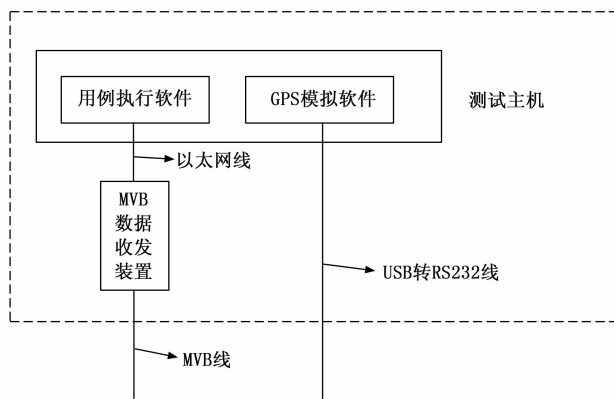 用例执行软件
GPS模拟软件
测试主机
以太网线
MVB
数据
收发
装置
USB转RS232线
MVB线